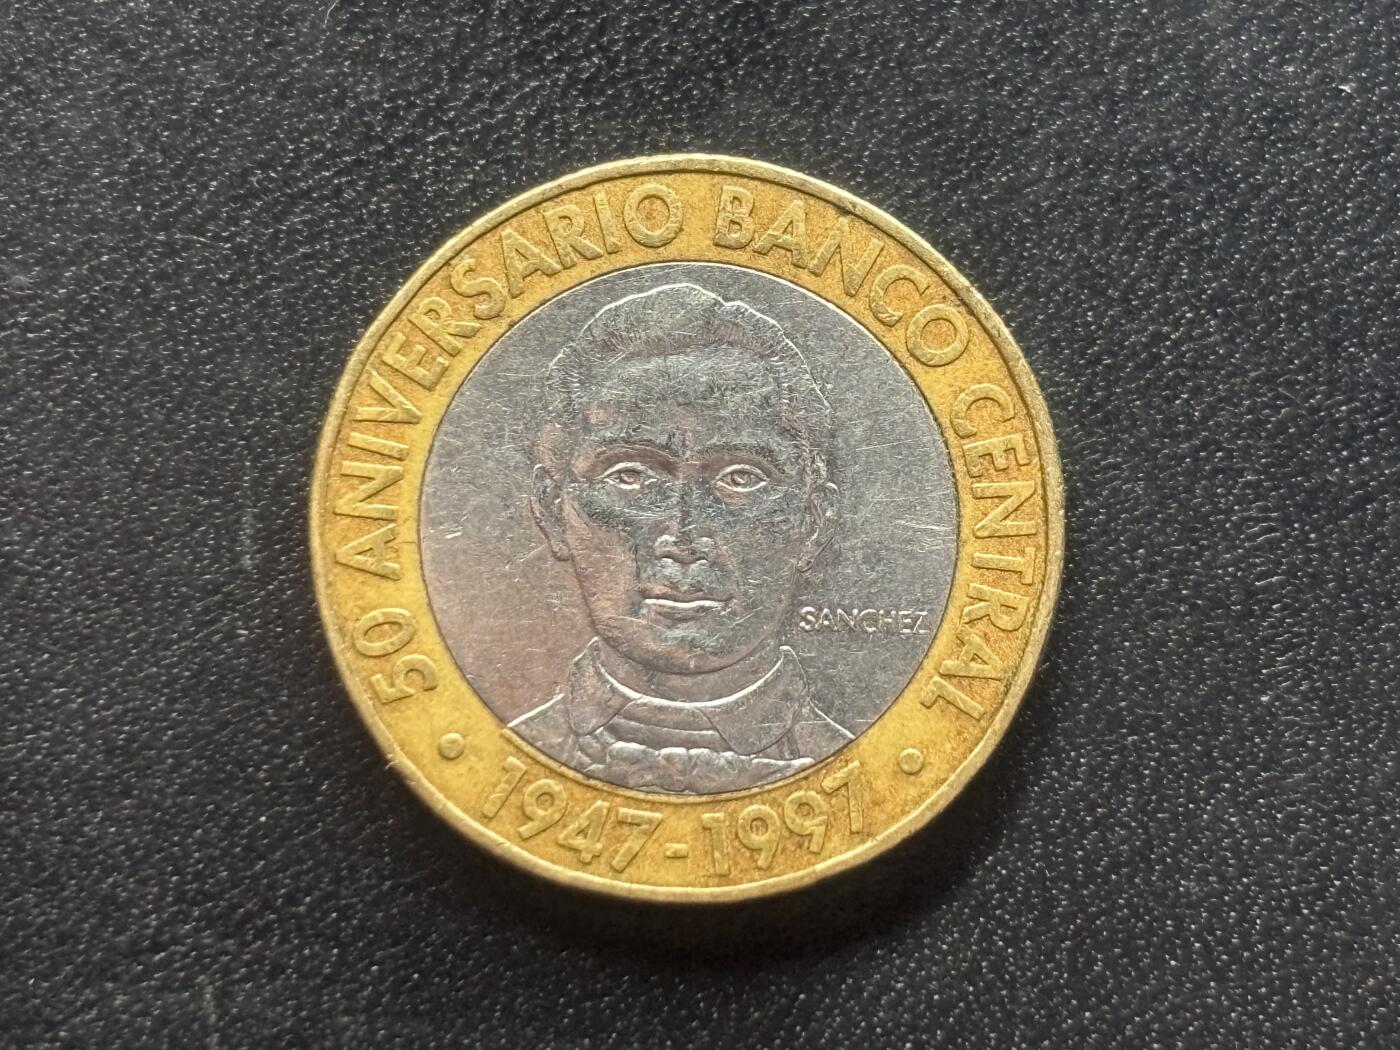 50 ANIVERSARIO BANCO CENTRAL
SANCHEZ
• 1947-1997 •